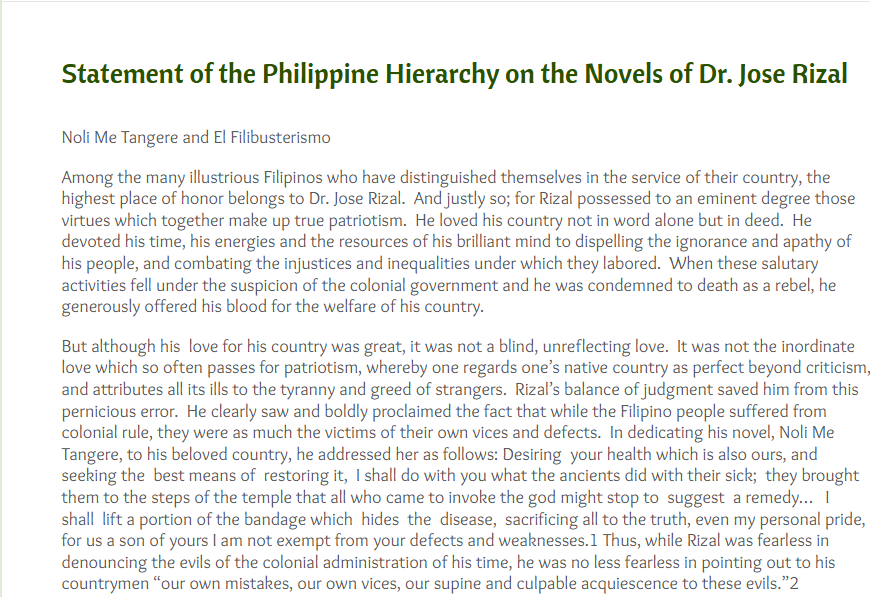 Statement of the Philippine Hierarchy on the Novels of Dr. Jose Rizal
Noli Me Tangere and El Filibusterismo
Among the many illustrious Filipinos who have distinguished themselves in the service of their country, the
highest place of honor belongs to Dr. Jose Rizal.  And justly so; for Rizal possessed to an eminent degree those
virtues which together make up true patriotism.  He loved his country not in word alone but in deed.  He
devoted his time, his energies and the resources of his brilliant mind to dispelling the ignorance and apathy of
his people, and combating the injustices and inequalities under which they labored.  When these salutary
activities fell under the suspicion of the colonial government and he was condemned to death as a rebel, he
generously offered his blood for the welfare of his country.
But although his  love for his country was great, it was not a blind, unreflecting love.  It was not the inordinate
love which so often passes for patriotism, whereby one regards one’s native country as perfect beyond criticism,
and attributes all its ills to the tyranny and greed of strangers.  Rizal’s balance of judgment saved him from this
pernicious error.  He clearly saw and boldly proclaimed the fact that while the Filipino people suffered from
colonial rule, they were as much the victims of their own vices and defects.  In dedicating his novel, Noli Me
Tangere, to his beloved country, he addressed her as follows: Desiring  your health which is also ours, and
seeking the  best means of  restoring it,  I shall do with you what the ancients did with their sick;  they brought
them to the steps of the temple that all who came to invoke the god might stop to  suggest  a remedy…  I
shall  lift a portion of the bandage which  hides  the  disease,  sacrificing all to the truth, even my personal pride,
for us a son of yours I am not exempt from your defects and weaknesses.1 Thus, while Rizal was fearless in
denouncing the evils of the colonial administration of his time, he was no less fearless in pointing out to his
countrymen “our own mistakes, our own vices, our supine and culpable acquiescence to these evils.”2